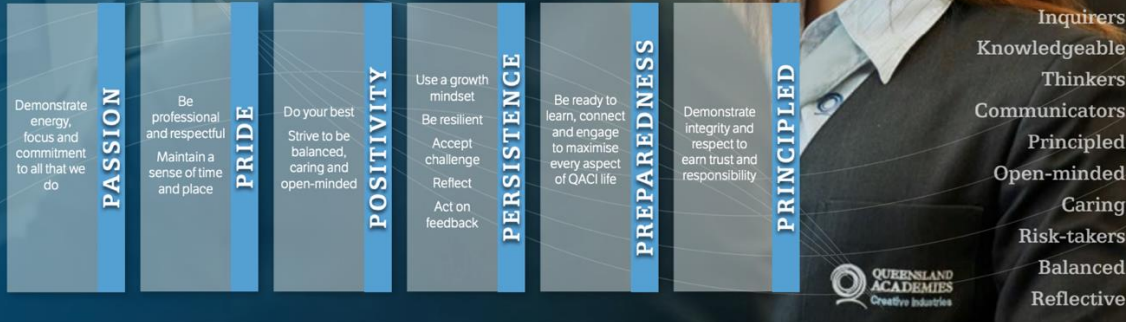 Demonstrate
energy,
focus and
commitment
to all that we
do
PASSION
Be
professional
and respectful
Maintain a
sense of time
and place
PRIDE
Do your best
Strive to be
balanced,
caring and
open-minded
POSITIVITY
Use a growth
mindset
Be resilient
Accept
challenge
Reflect
Act on
feedback
PERSISTENCE
Be ready to
learn, connect
and engage
to maximise
every aspect
of QACI life
PREPAREDNESS
Demonstrate
integrity and
respect to
earn trust and
responsibility
PRINCIPLED
Inquirers
Knowledgeable
Thinkers
Communicators
Principled
Open-minded
Caring
Risk-takers
Balanced
Reflective
QUEENSLAND
ACADEMIES
Creative Industries